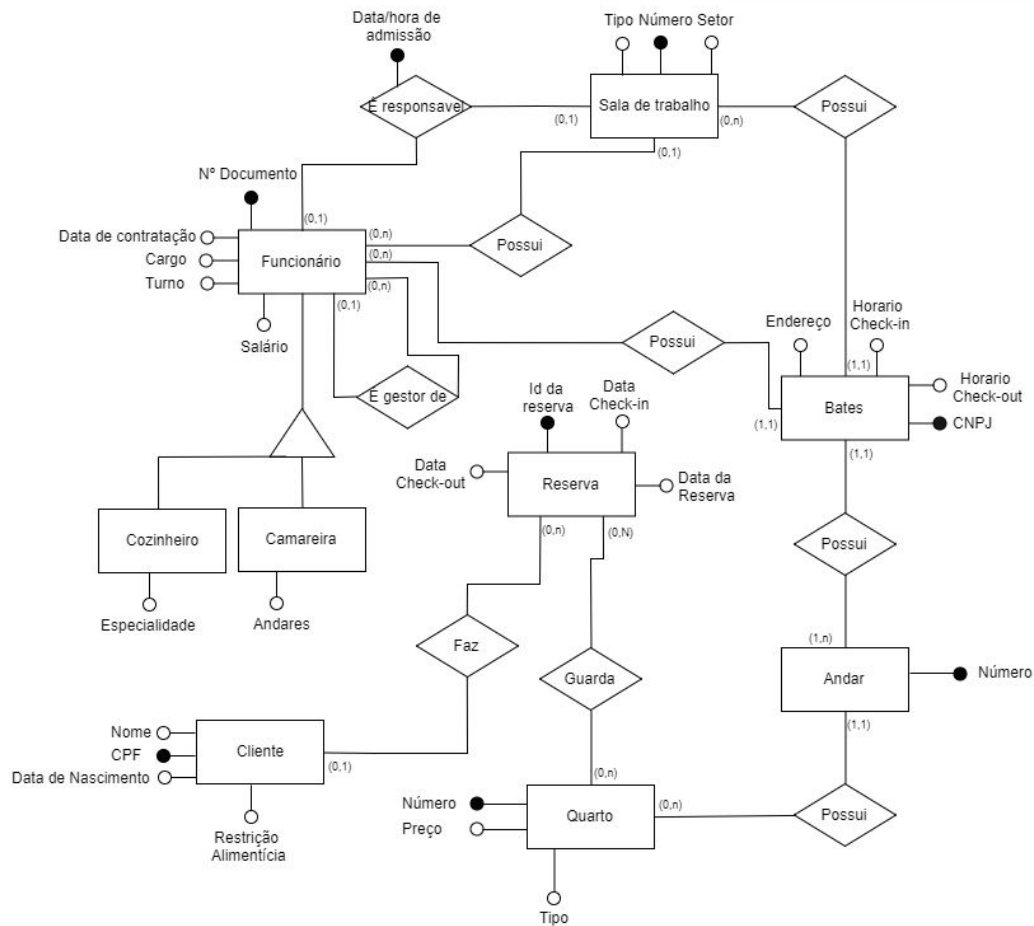 Data/hora de
admissão
Tipo Número Setor
É responsavel
(0,1)
Sala de trabalho
(0,n)
Possui
(0,1)
Nº Documento
(0,1)
Data de contratação
Cargo
Turno
Funcionário
(0,n)
(0,n)
(0,n)
(0,1)
Possui
Salário
É gestor de
Possui
Endereço
Horario
Check-in
(1,1)
Horario
Check-out
Bates
CNPJ
(1,1)
(1,1)
Id da
reserva
Data
Check-in
Data
Check-out
Reserva
Data da
Reserva
(0,n)
(0,N)
Cozinheiro
Camareira
Possui
Especialidade
Andares
Faz
Guarda
(1,n)
Andar
Número
(1,1)
Nome
CPF
Data de Nascimento
Cliente
(0,1)
Restrição
Alimentícia
(0,n)
Número
Preço
Quarto
(0,n)
Possui
Tipo